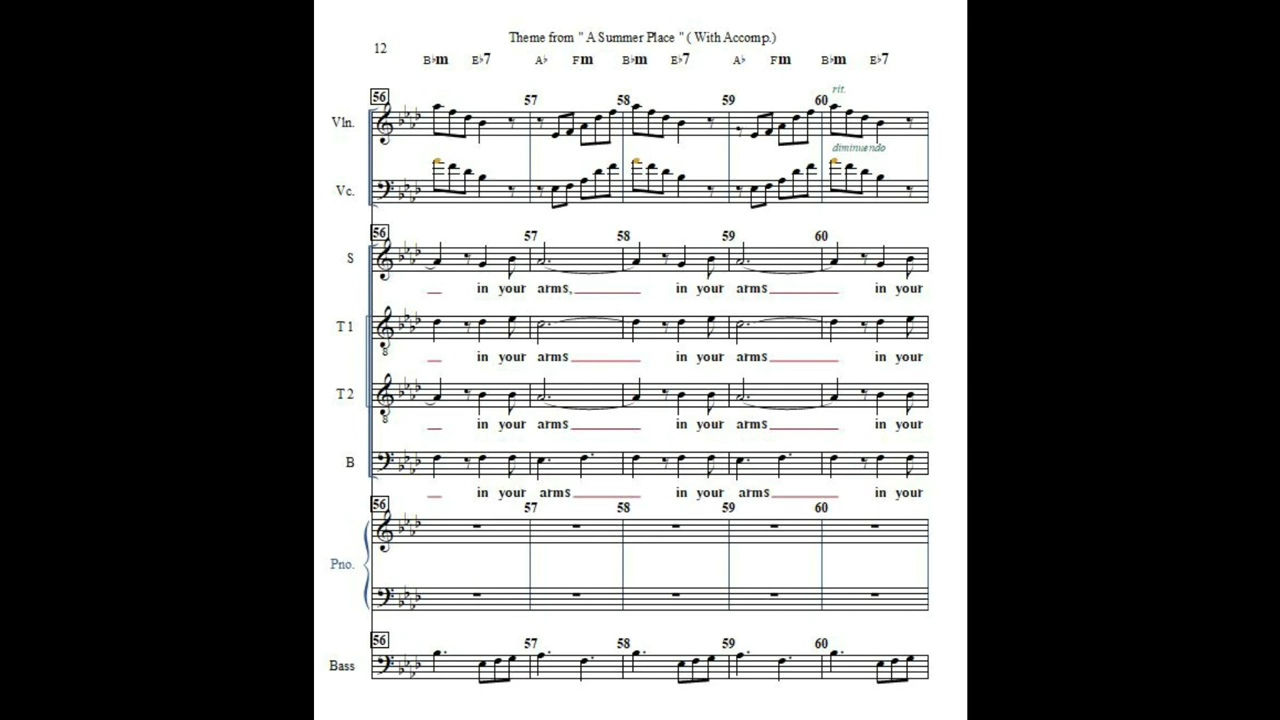 Theme from " A Summer Place " ( With Accomp.)
12
B♭m E♭7 A♭ Fm B♭m E♭7 A♭ Fm B♭m E♭7
rit.
56 57 58 59 60
Vln.
diminuendo
Vc.
56 57 58 59 60
S
in your arms, in your arms in your
T 1
8
in your arms in your arms in your
T 2
8
in your arms in your arms in your
B
in your arms in your arms in your
56 57 58 59 60
Pno.
56 57 58 59 60
Bass